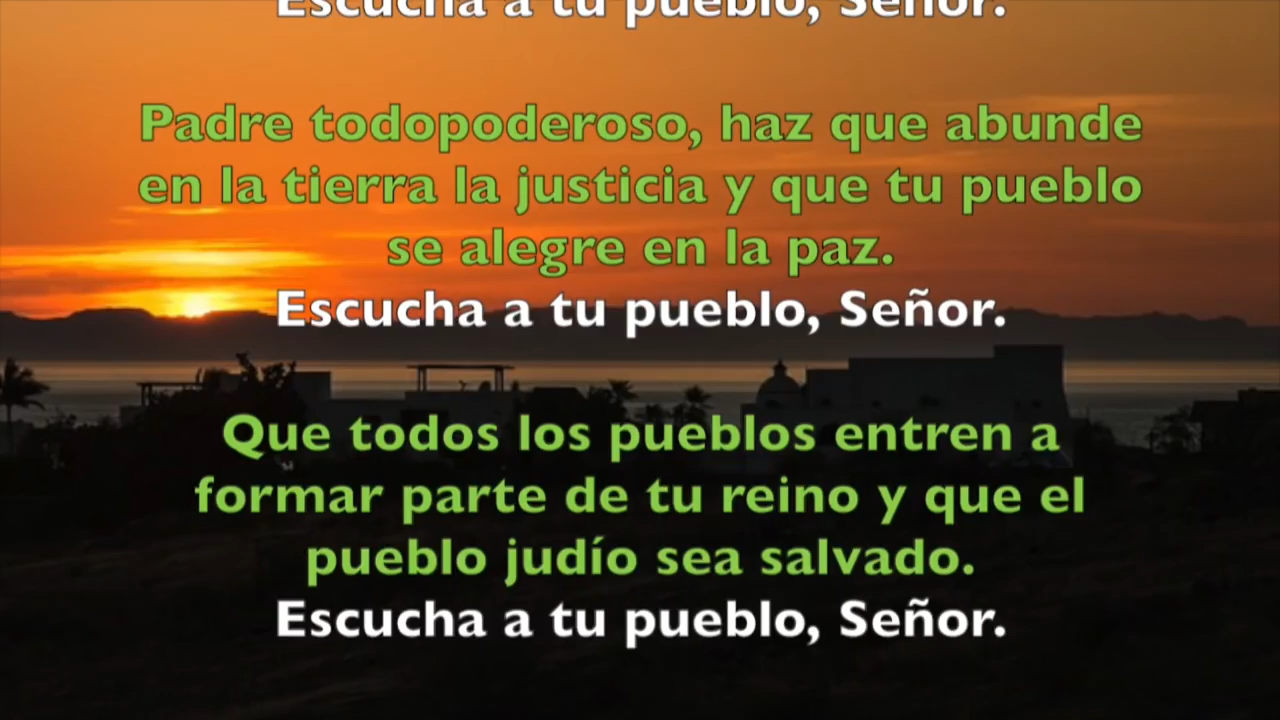 Escucha a tu pueblo, Señor.
Padre todopoderoso, haz que abunde
en la tierra la justicia y que tu pueblo
se alegre en la paz.
Escucha a tu pueblo, Señor.
Que todos los pueblos entren a
formar parte de tu reino y que el
pueblo judío sea salvado.
Escucha a tu pueblo, Señor.